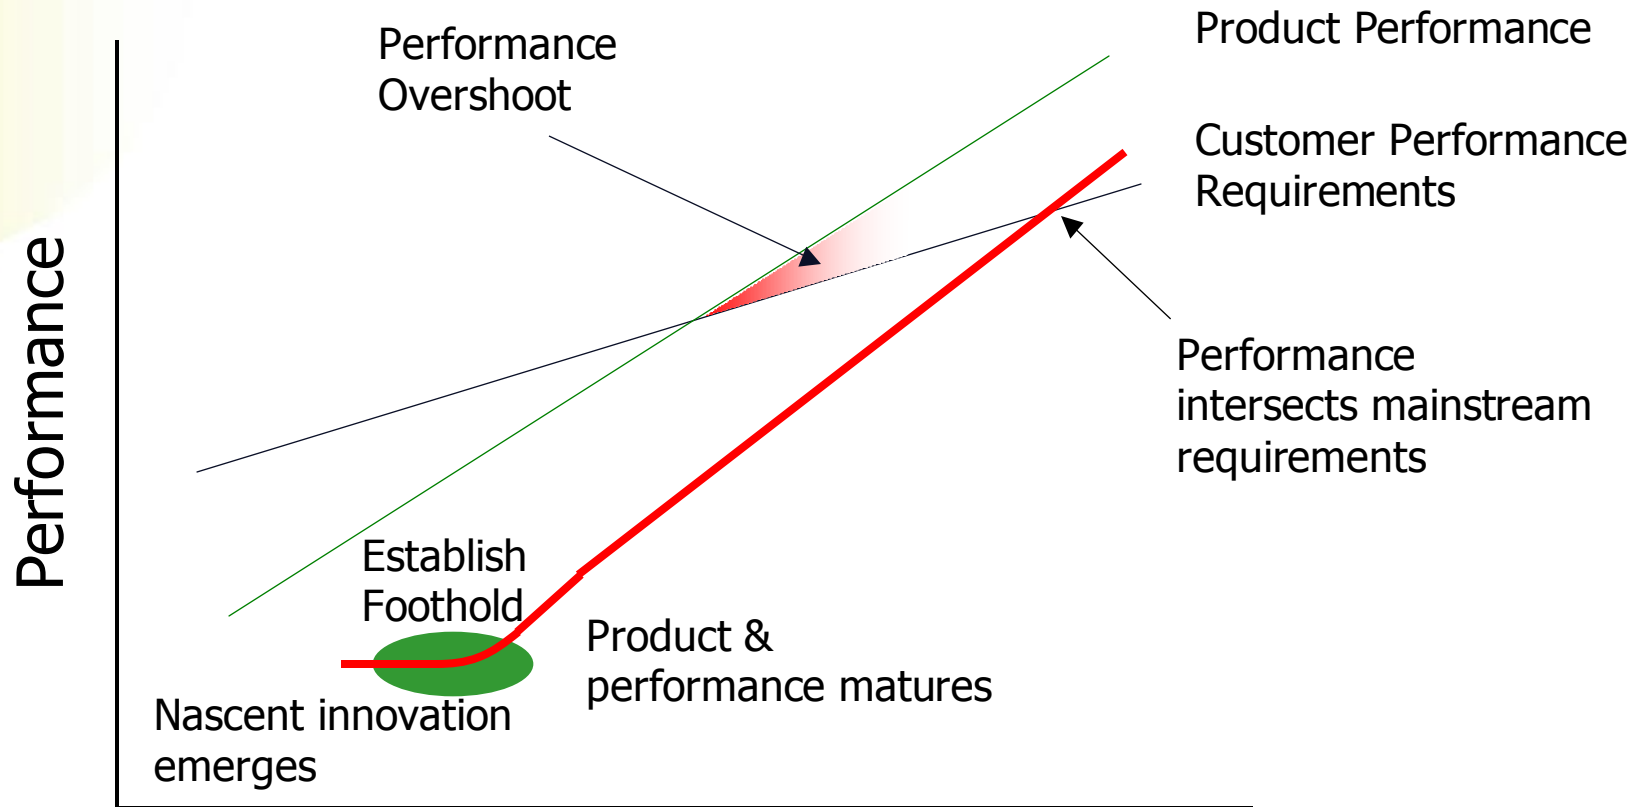 Performance
Overshoot
Product Performance
Customer Performance
Requirements
Performance
Performance
intersects mainstream
requirements
Establish
Foothold
Product &
performance matures
Nascent innovation
emerges